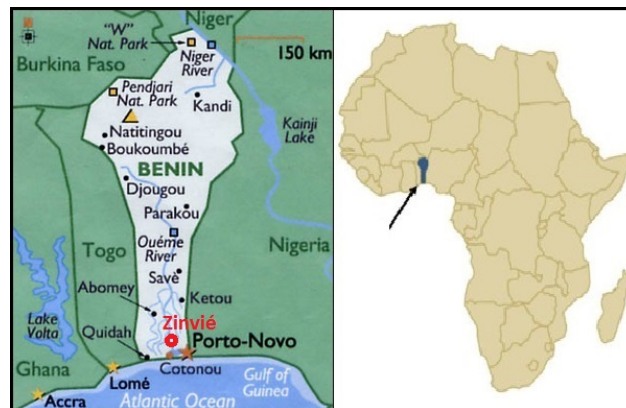 "W"
Nat. Park
Niger
Burkina Faso
Niger
River
150 km
Pendjari
Nat. Park
Kandi
Kainji
Lake
Natitingou
Boukoumbé
BENIN
Djougou
Parakou
Ouéme
River
Nigeria
Togo
Savè
Abomey
Ketou
Lake
Volta
Zinvié
Quidah
Porto-Novo
Cotonou
Ghana
Lomé
Gulf of
Guinea
Accra
Atlantic Ocean